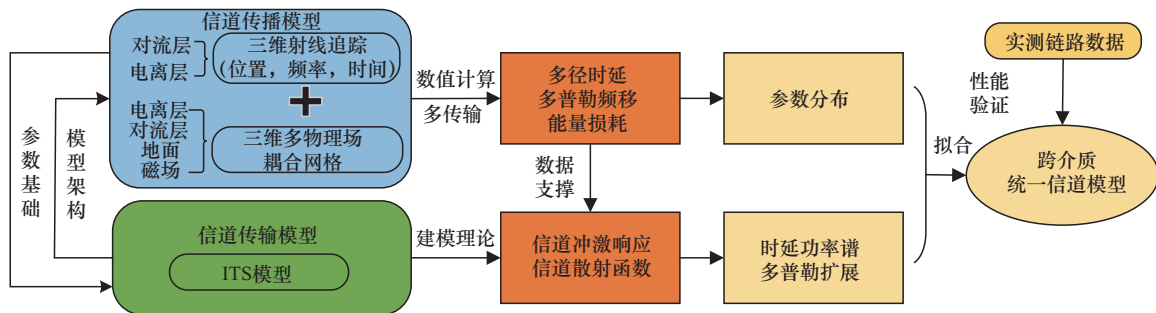 信道传播模型
对流层
电离层
三维射线追踪
(位置，频率，时间)
电离层
对流层
地面
磁场
三维多物理场
耦合网格
参数基础
模型架构
信道传输模型
ITS模型
数值计算
多传输
建模理论
多径时延
多普勒频移
能量损耗
数据
支撑
信道冲激响应
信道散射函数
参数分布
时延功率谱
多普勒扩展
拟合
实测链路数据
性能
验证
跨介质
统一信道模型